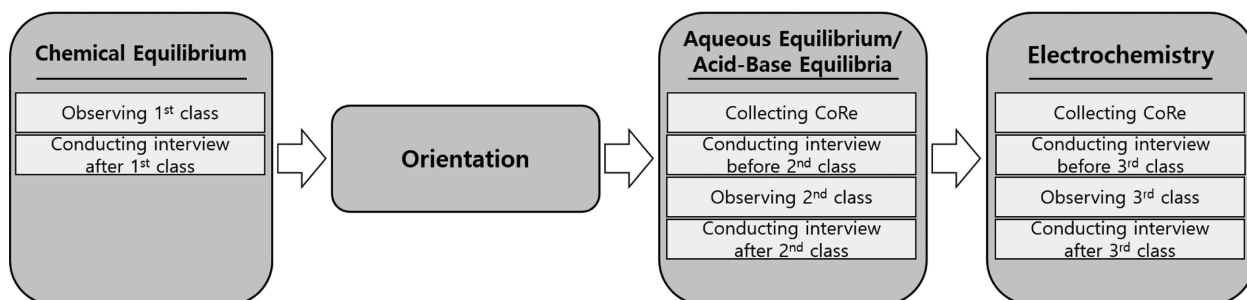 Chemical Equilibrium
Observing 1st class
Conducting interview
after 1st class
Orientation
Aqueous Equilibrium/
Acid-Base Equilibria
Collecting CoRe
Conducting interview
before 2nd class
Observing 2nd class
Conducting interview
after 2nd class
Electrochemistry
Collecting CoRe
Conducting interview
before 3rd class
Observing 3rd class
Conducting interview
after 3rd class